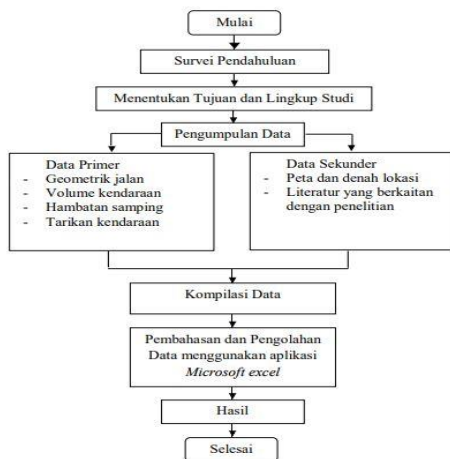 Mulai
Survei Pendahuluan
Menentukan Tujuan dan Lingkup Studi
Pengumpulan Data
Data Primer
- Geometrik jalan
- Volume kendaraan
- Hambatan samping
- Tarikan kendaraan
Data Sekunder
- Peta dan denah lokasi
- Literatur yang berkaitan
dengan penelitian
Kompilasi Data
Pembahasan dan Pengolahan
Data menggunakan aplikasi
Microsoft excel
Hasil
Selesai